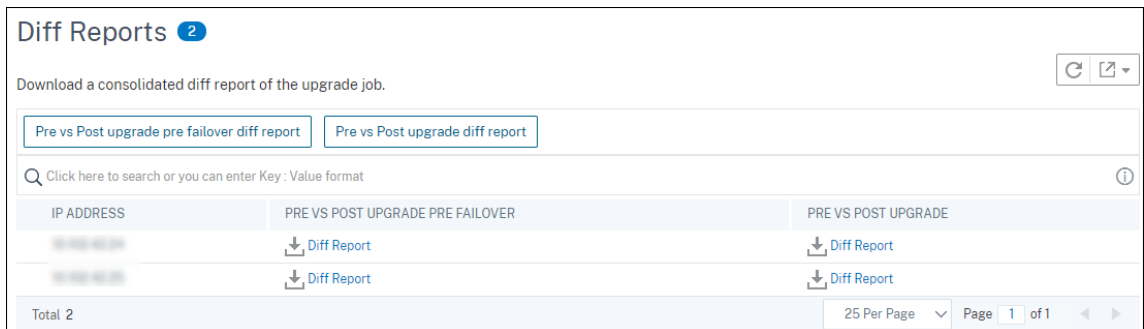 Diff Reports 2
Download a consolidated diff report of the upgrade job.
Pre vs Post upgrade pre failover diff report Pre vs Post upgrade diff report
Click here to search or you can enter Key : Value format
IP ADDRESS PRE VS POST UPGRADE PRE FAILOVER PRE VS POST UPGRADE
Diff Report Diff Report
Diff Report Diff Report
Total 2 25 Per Page Page 1 of 1